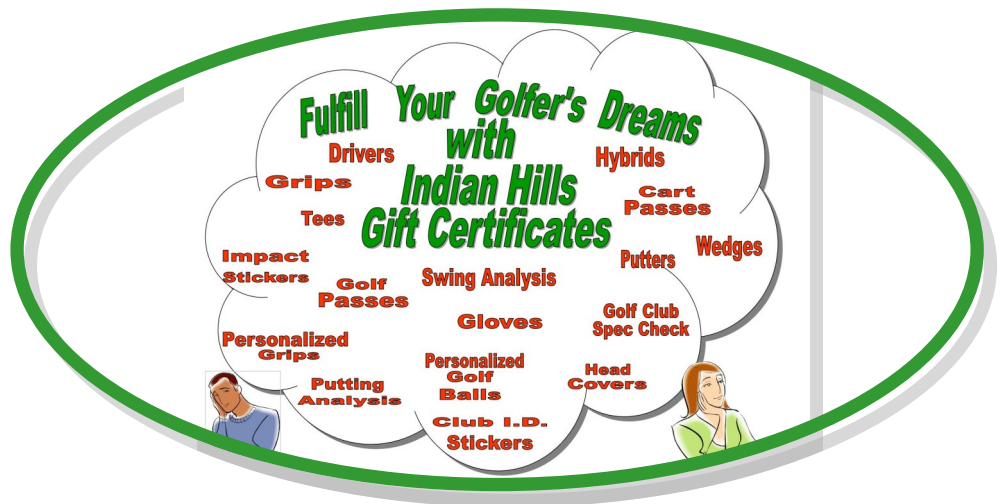 Fulfill Your Golfer's Dreams
with
Indian Hills
Gift Certificates
Drivers
Hybrids
Grips
Cart
Passes
Tees
Wedges
Impact
Stickers
Putters
Golf
Passes
Swing Analysis
Gloves
Golf Club
Spec Check
Personalized
Grips
Personalized
Golf
Balls
Head
Covers
Putting
Analysis
Club I.D.
Stickers